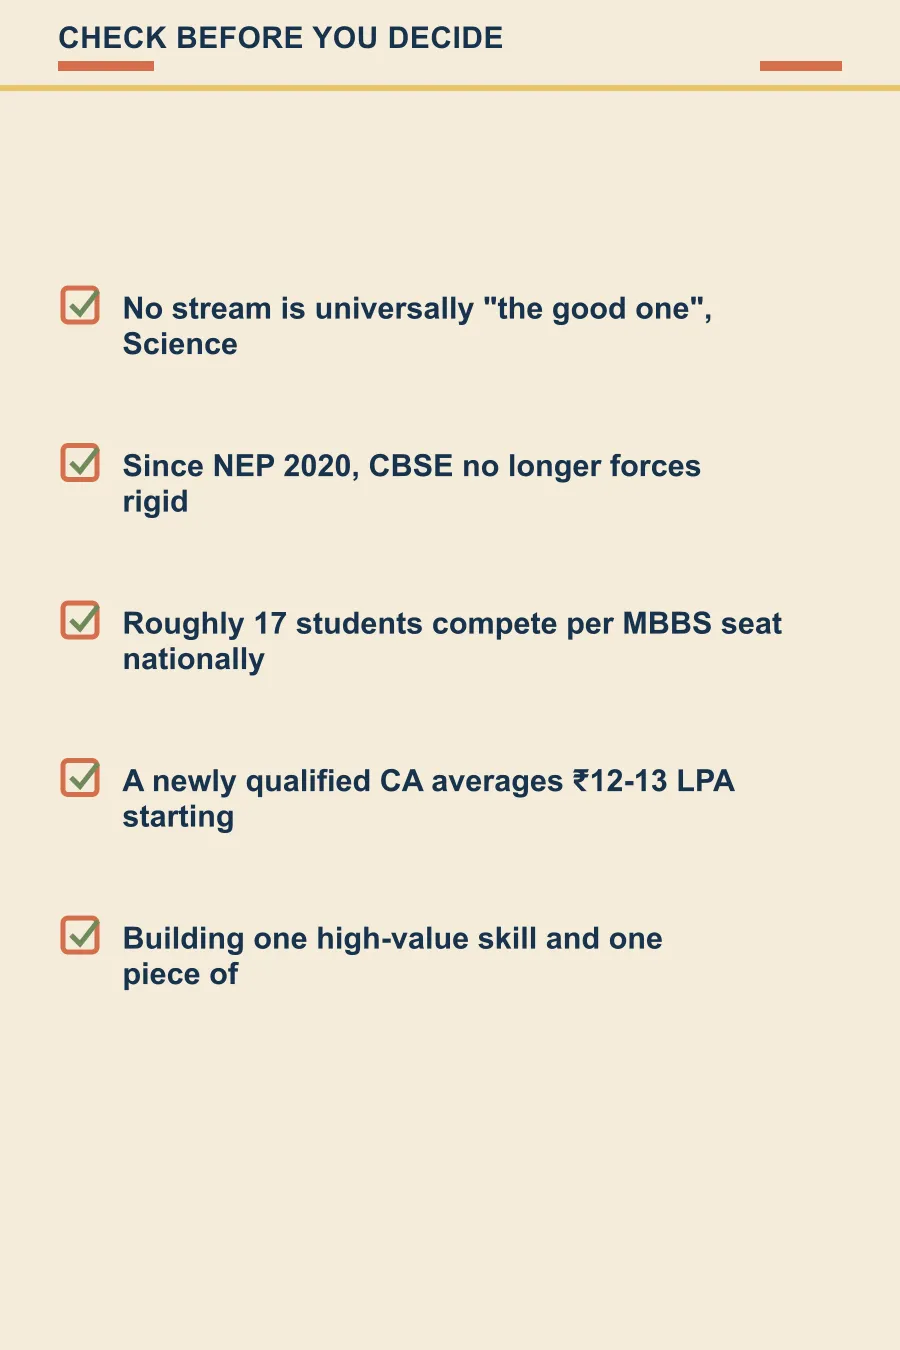 CHECK BEFORE YOU DECIDE
No stream is universally "the good one",
Science
Since NEP 2020, CBSE no longer forces
rigid
Roughly 17 students compete per MBBS seat
nationally
A newly qualified CA averages ₹12-13 LPA
starting
Building one high-value skill and one
piece of